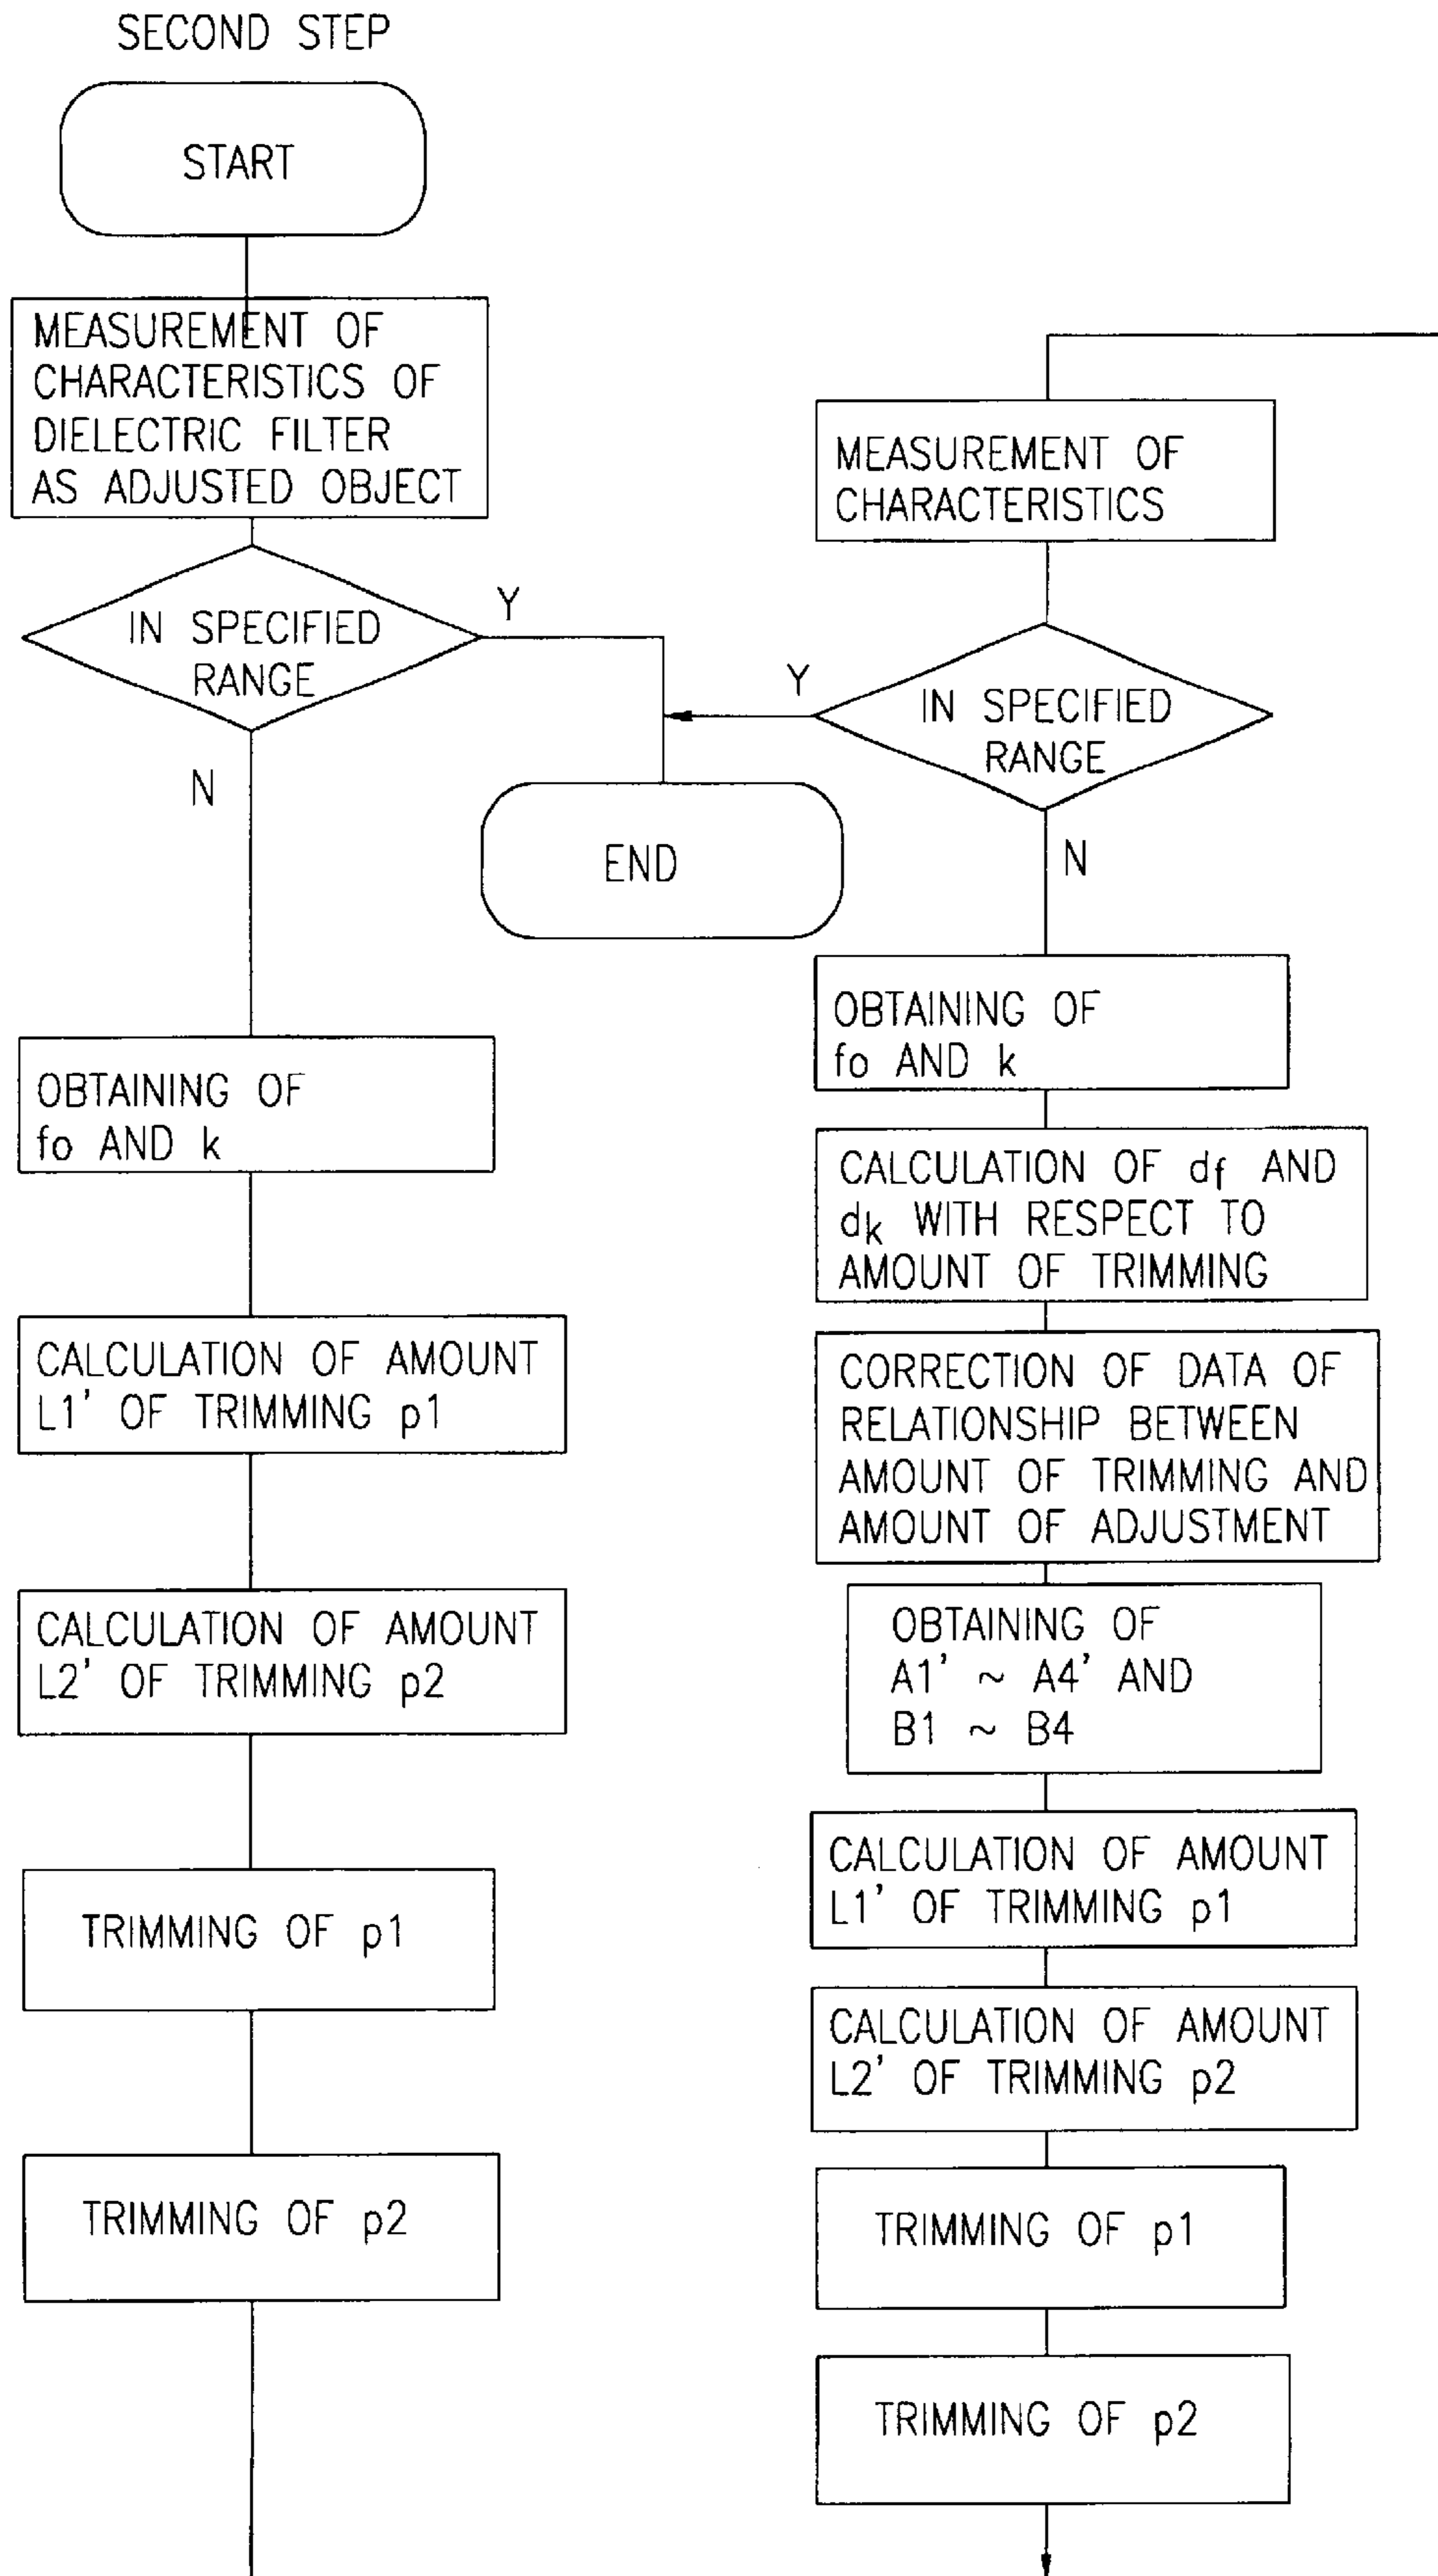 SECOND STEP
START
MEASUREMENT OF
CHARACTERISTICS OF
DIELECTRIC FILTER
AS ADJUSTED OBJECT
IN SPECIFIED
RANGE
Y
N
OBTAINING OF
fo AND k
CALCULATION OF AMOUNT
L1' OF TRIMMING p1
CALCULATION OF AMOUNT
L2' OF TRIMMING p2
TRIMMING OF p1
TRIMMING OF p2
END
MEASUREMENT OF
CHARACTERISTICS
Y
IN SPECIFIED
RANGE
N
OBTAINING OF
fo AND k
CALCULATION OF df AND
dk WITH RESPECT TO
AMOUNT OF TRIMMING
CORRECTION OF DATA OF
RELATIONSHIP BETWEEN
AMOUNT OF TRIMMING AND
AMOUNT OF ADJUSTMENT
OBTAINING OF
A1' ~ A4' AND
B1 ~ B4
CALCULATION OF AMOUNT
L1' OF TRIMMING p1
CALCULATION OF AMOUNT
L2' OF TRIMMING p2
TRIMMING OF p1
TRIMMING OF p2